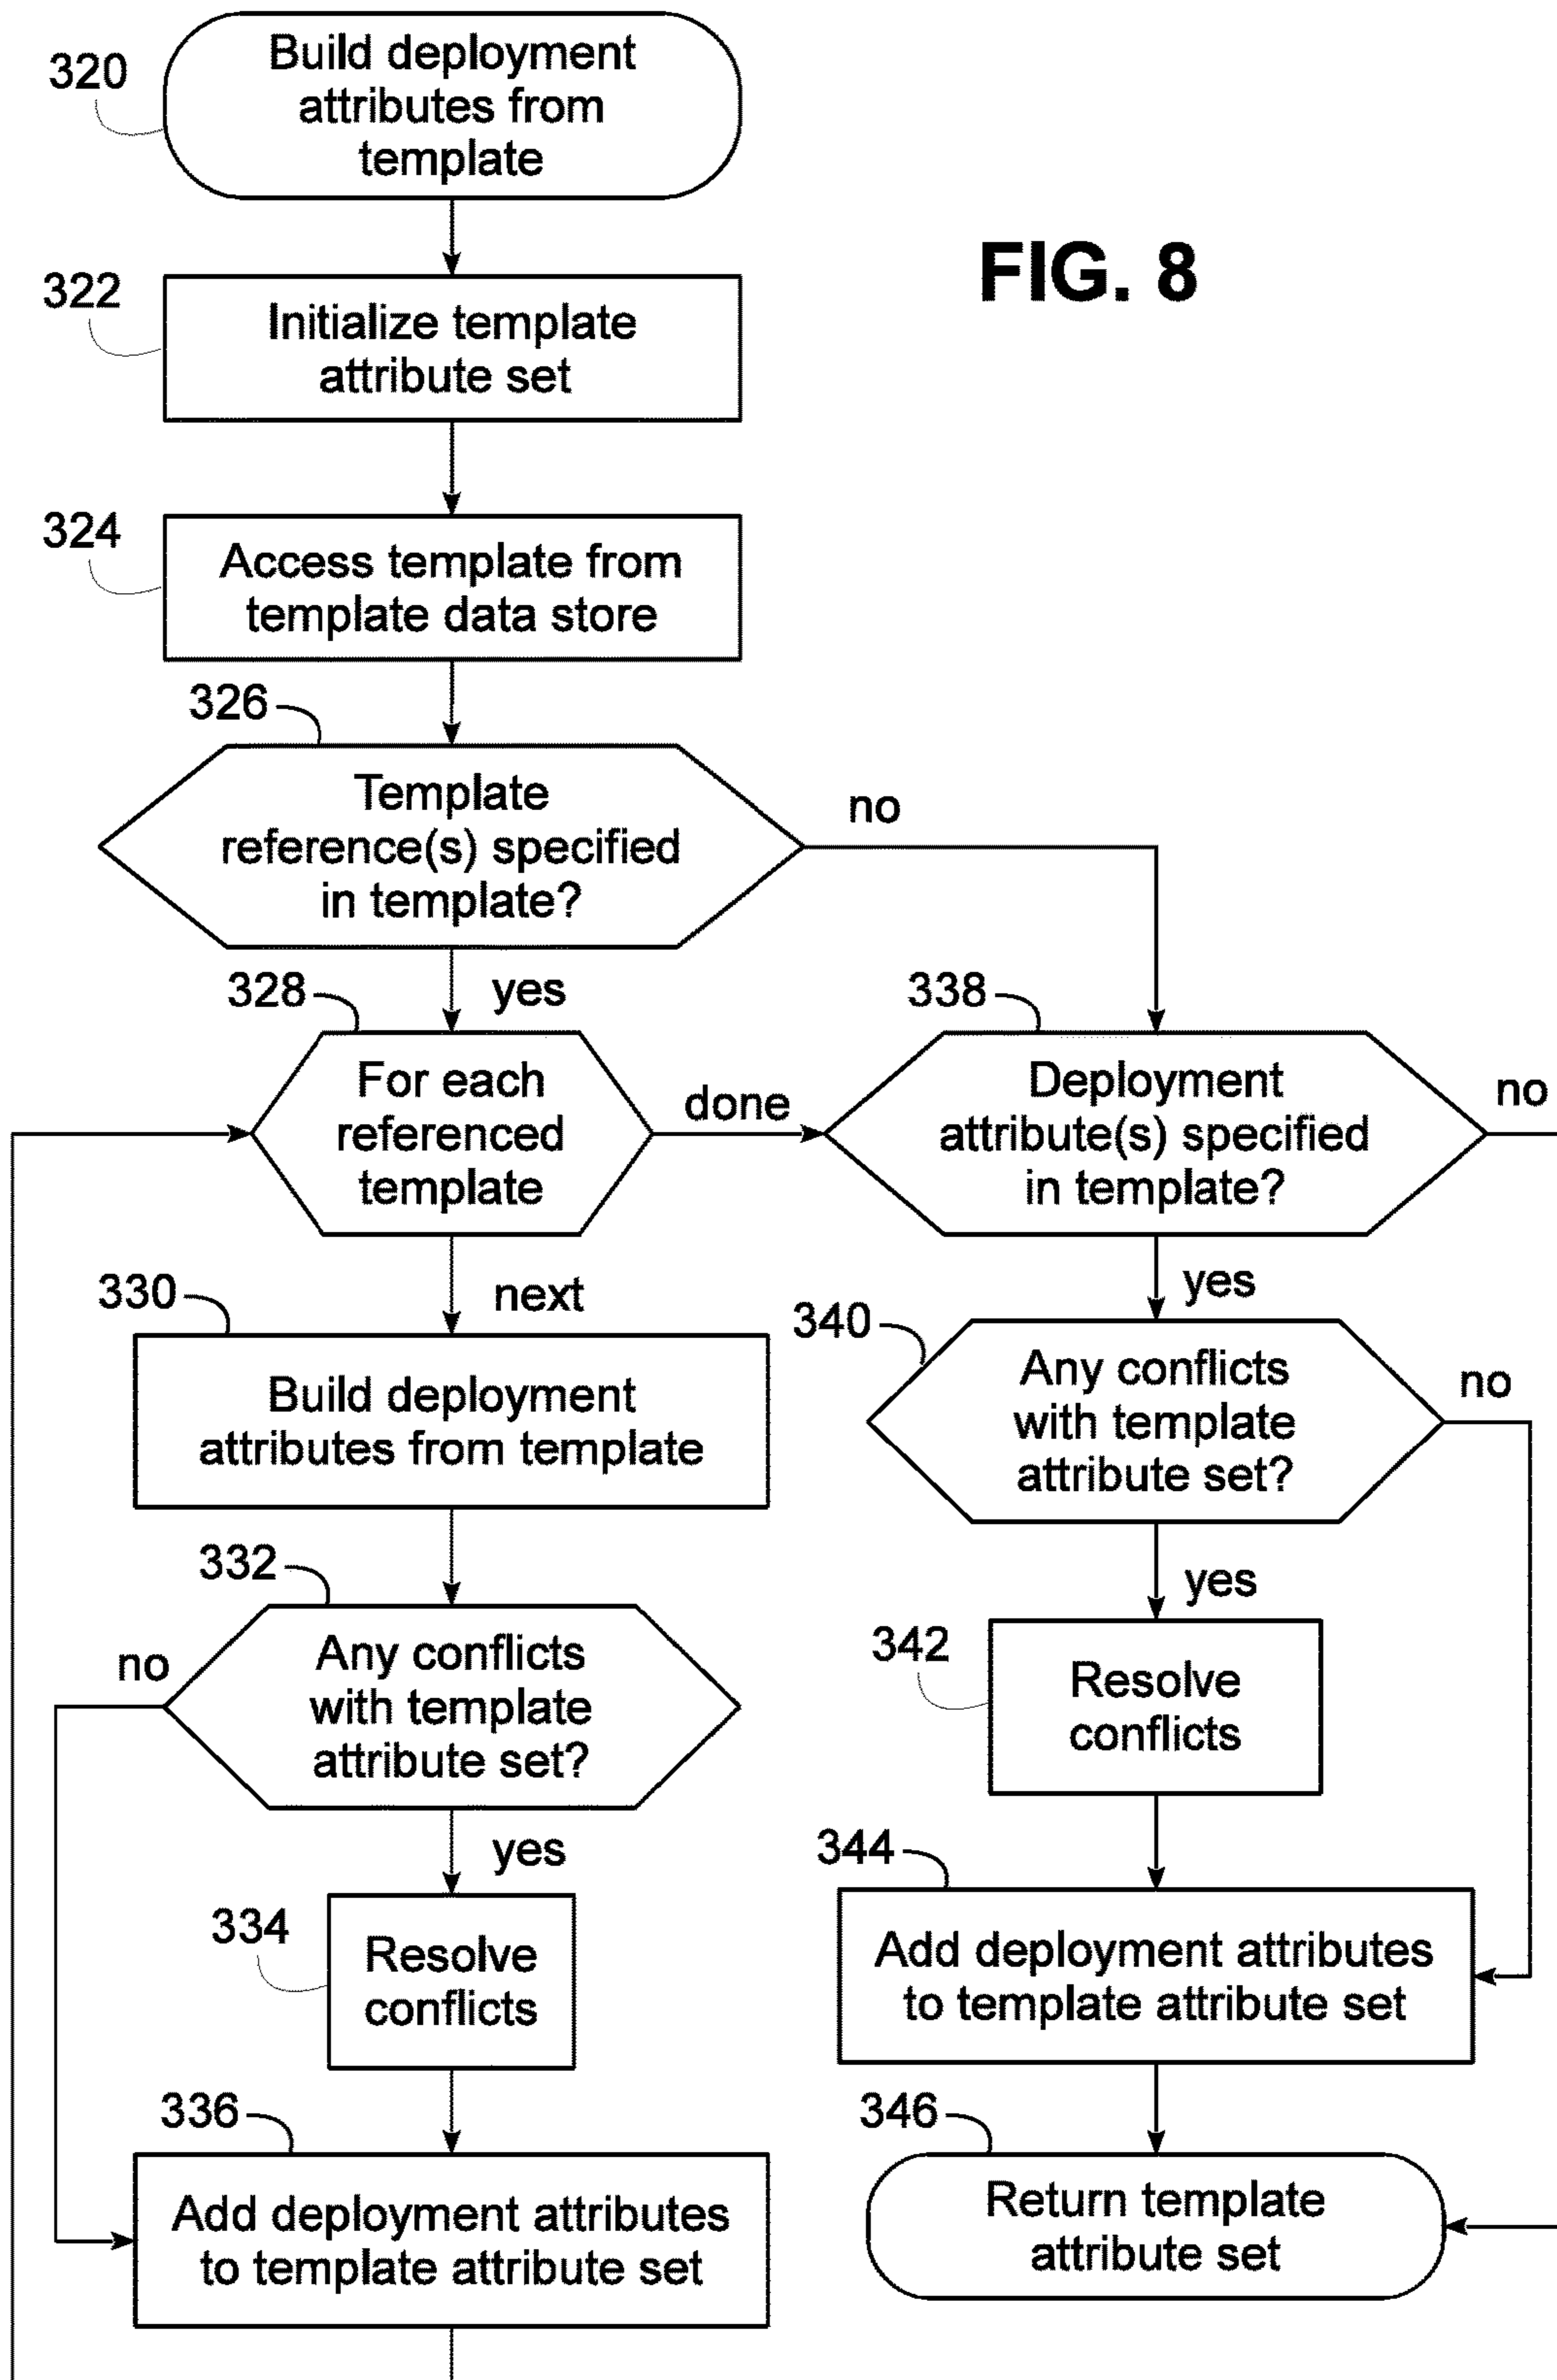 320
Build deployment
attributes from
template
FIG. 8
322
Initialize template
attribute set
324
Access template from
template data store
326
Template
reference(s) specified
in template?
no
yes
328
For each
referenced
template
done
338
Deployment
attribute(s) specified
in template?
no
next
330
Build deployment
attributes from template
332
Any conflicts
with template
attribute set?
no
yes
334
Resolve
conflicts
336
Add deployment attributes
to template attribute set
yes
340
Any conflicts
with template
attribute set?
no
yes
342
Resolve
conflicts
344
Add deployment attributes
to template attribute set
346
Return template
attribute set